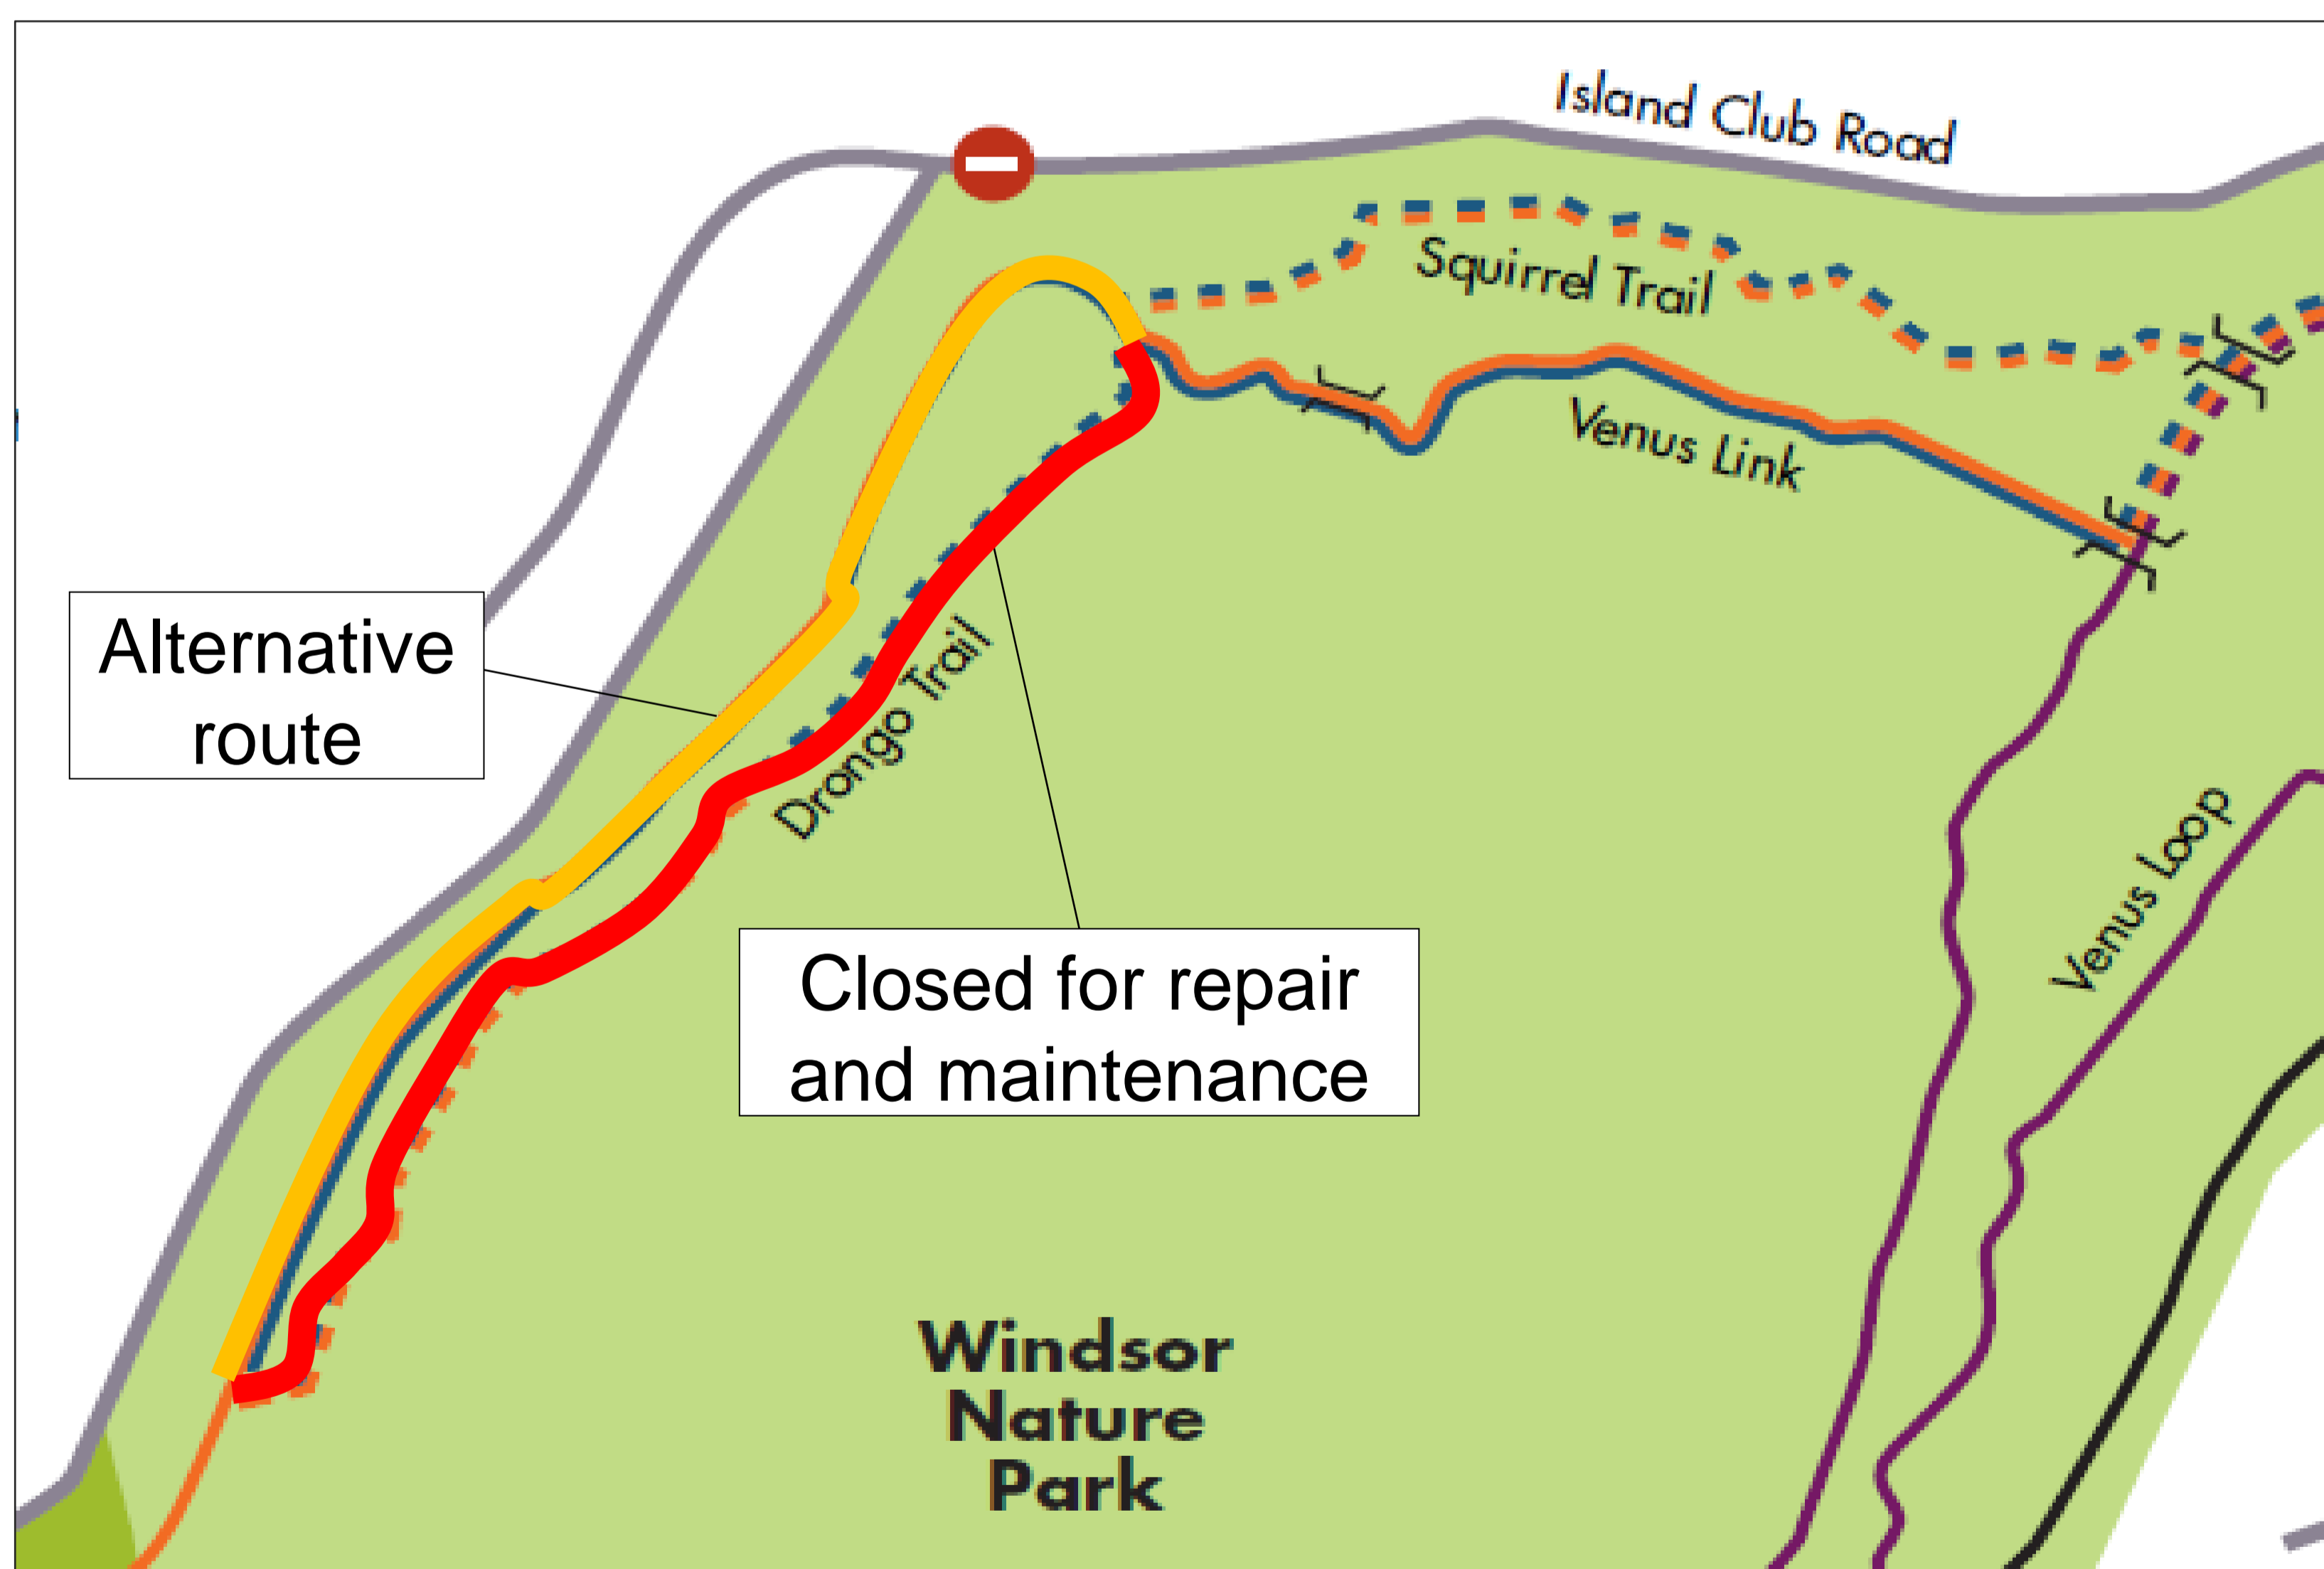 Island Club Road
Squirrel Trail
Venus Link
Alternative
route
Drongo Trail
Venus Loop
Closed for repair
and maintenance
Windsor
Nature
Park